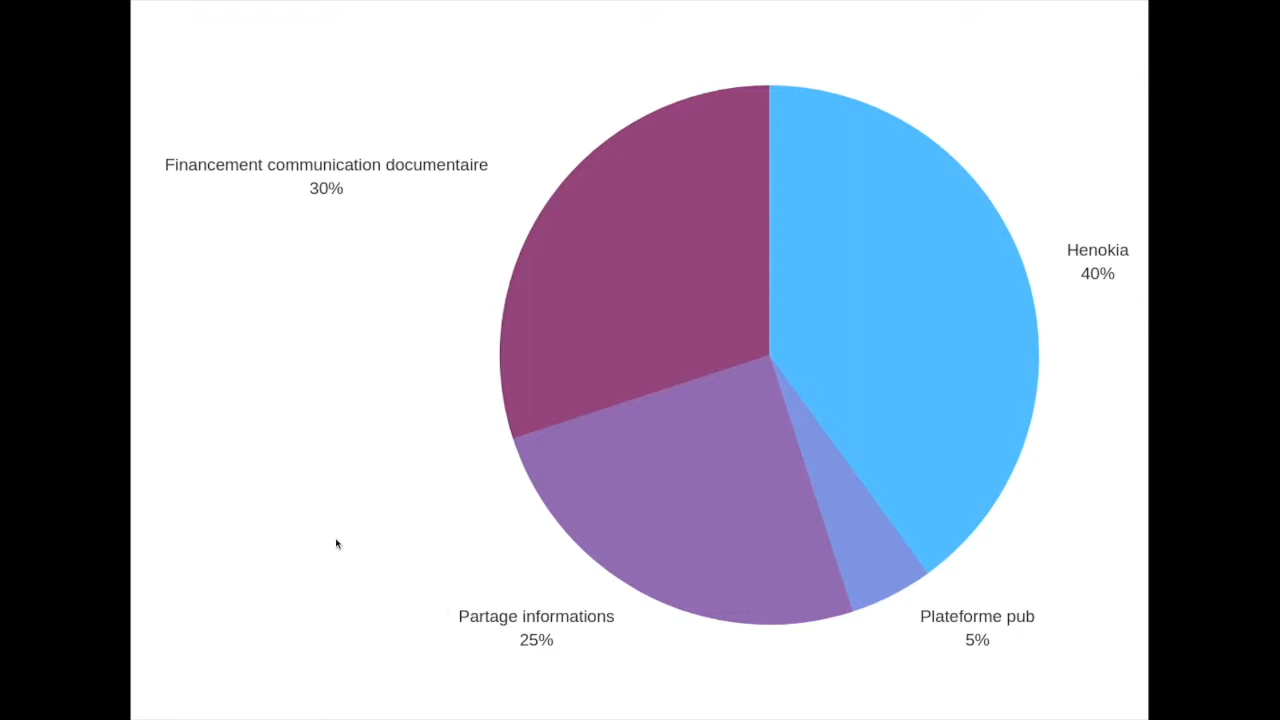 Financement communication documentaire
30%
Henokia
40%
Partage informations
25%
Plateforme pub
5%